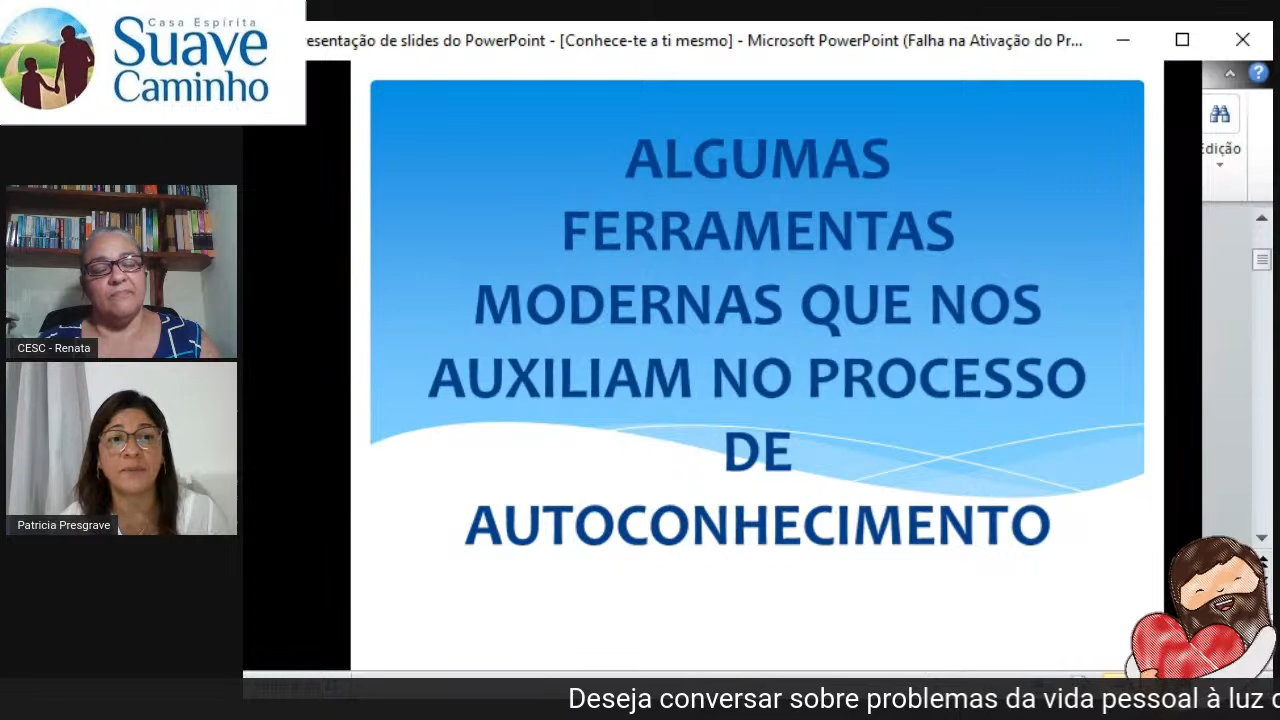 Casa Espírita
Suave
Caminho
esentação de slides do PowerPoint - [Conhece-te a ti mesmo] - Microsoft PowerPoint (Falha na Ativação do Pr...
dição
ALGUMAS
FERRAMENTAS
MODERNAS QUE NOS
AUXILIAM NO PROCESSO
DE
AUTOCONHECIMENTO
CESC - Renata
Patricia Presgrave
Deseja conversar sobre problemas da vida pessoal à luz